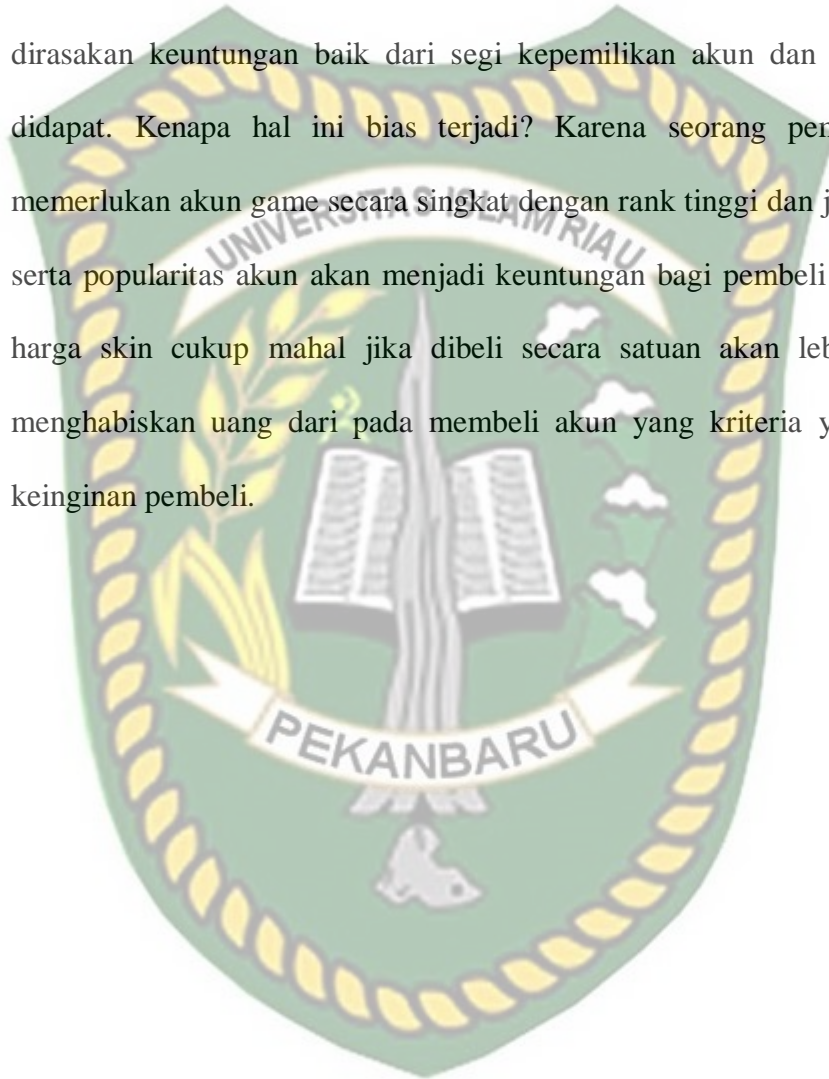 dirasakan keuntungan baik dari segi kepemilikan akun dan
didapat. Kenapa hal ini bias terjadi? Karena seorang
memerlukan akun game secara singkat dengan rank tinggi dan
UNIVERSITAS ISLAM RIAU
serta popularitas akun akan menjadi keuntungan bagi pembeli
harga skin cukup mahal jika dibeli secara satuan akan
menghabiskan uang dari pada membeli akun yang kriteria
keinginan pembeli.
PEKANBARU